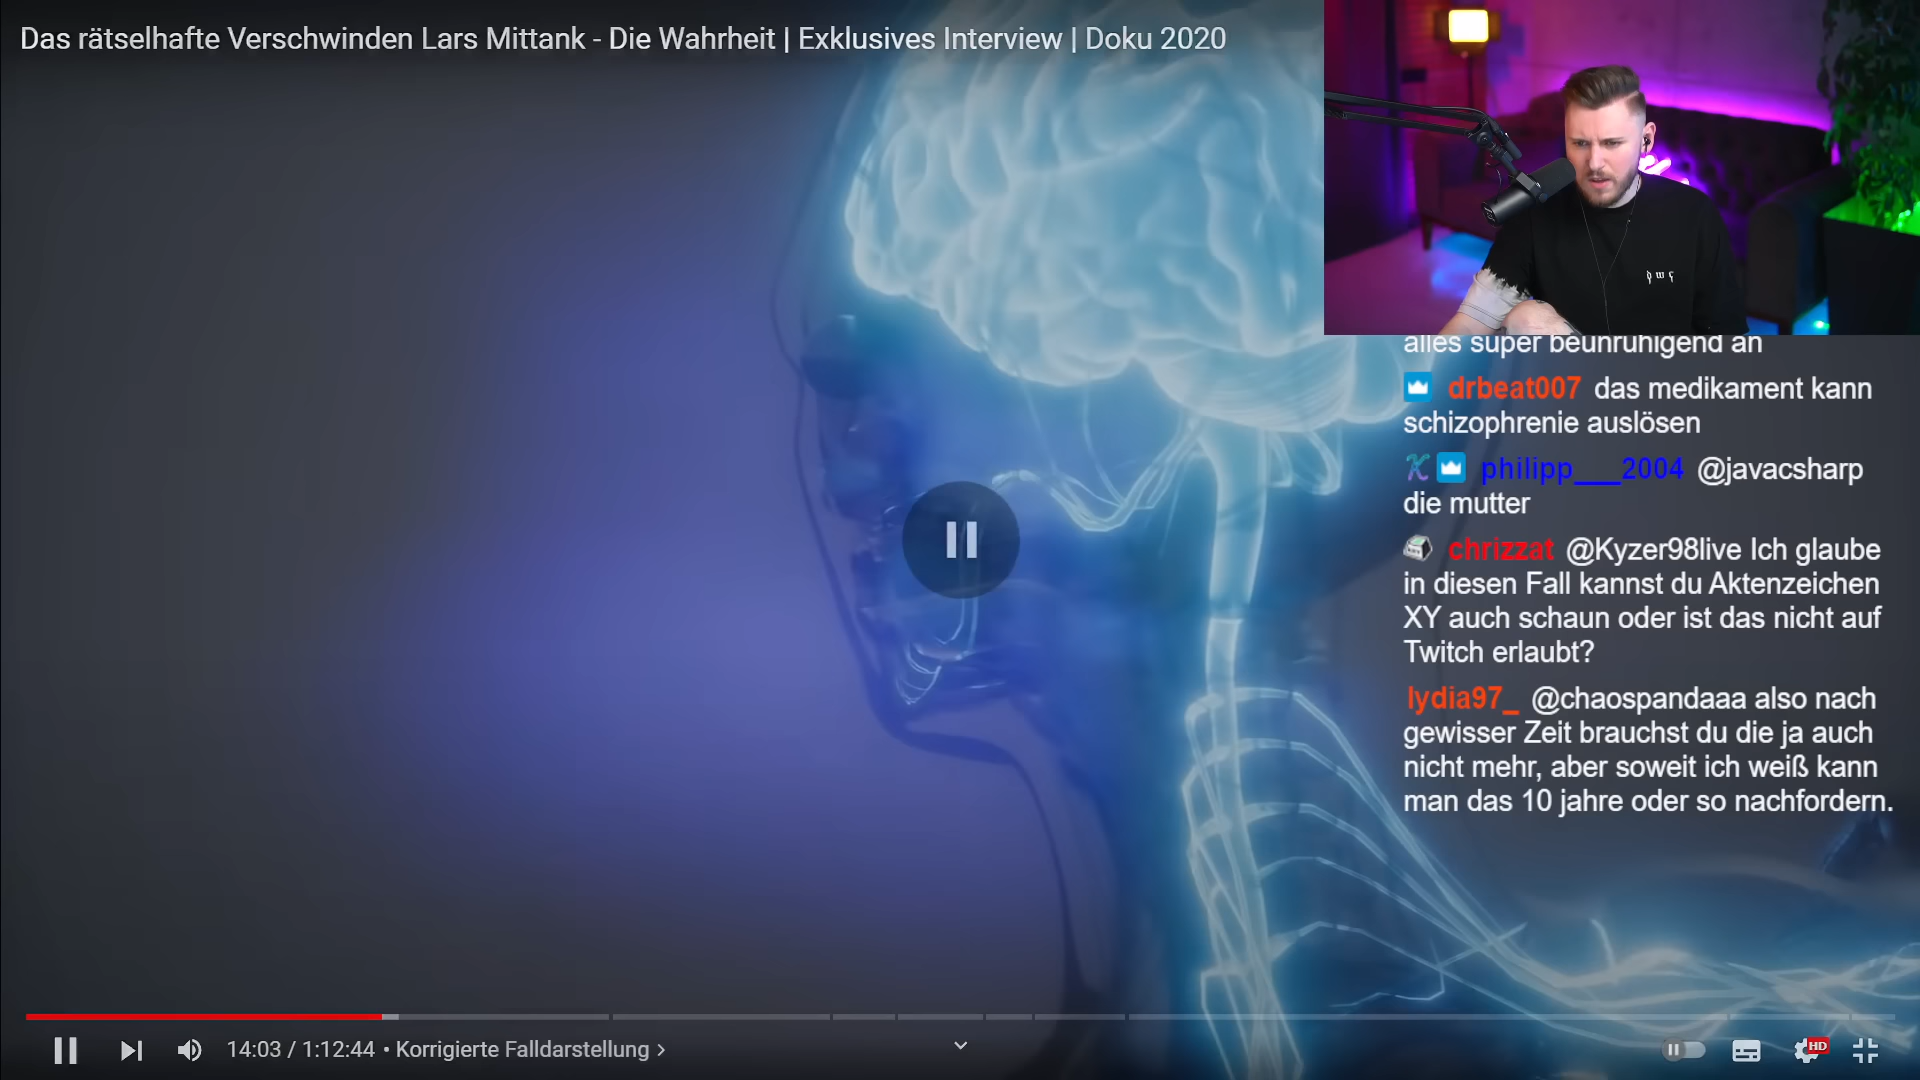 Das rätselhafte Verschwinden Lars Mittank - Die Wahrheit | Exklusives Interview | Doku 2020
alles super beunruhigend an
drbeat007 das medikament kann
schizophrenie auslösen
philipp___2004 @javacsharp
die mutter
chrizzat @Kyzer98live Ich glaube
in diesen Fall kannst du Aktenzeichen
XY auch schaun oder ist das nicht auf
Twitch erlaubt?
lydia97_ @chaospandaaa also nach
gewisser Zeit brauchst du die ja auch
nicht mehr, aber soweit ich weiß kann
man das 10 jahre oder so nachfordern.
14:03 / 1:12:44 • Korrigierte Falldarstellung >
HD